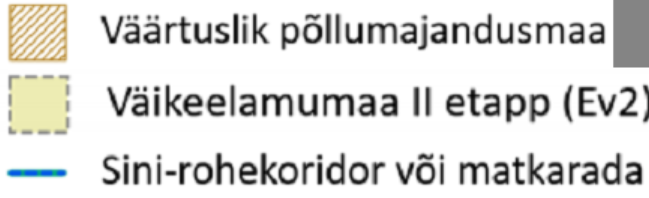 Väärtuslik põllumajandusmaa
Väikeelamumaa II etapp (Ev2)
Sini-rohekoridor või matkarada